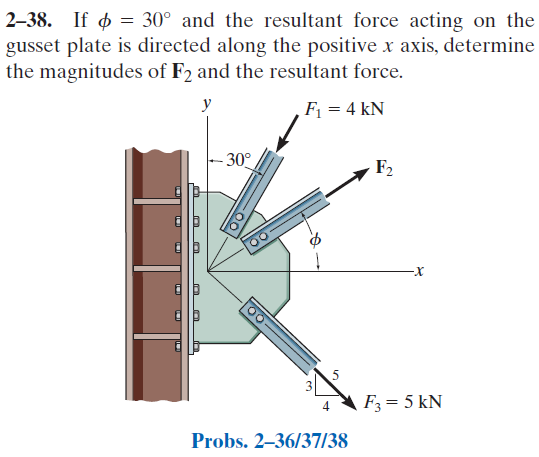 2–38. If ϕ = 30° and the resultant force acting on the
gusset plate is directed along the positive x axis, determine
the magnitudes of F₂ and the resultant force.
y
F₁ = 4 kN
30°
F₂
ϕ
x
5
3
4
F₃ = 5 kN
Probs. 2–36/37/38